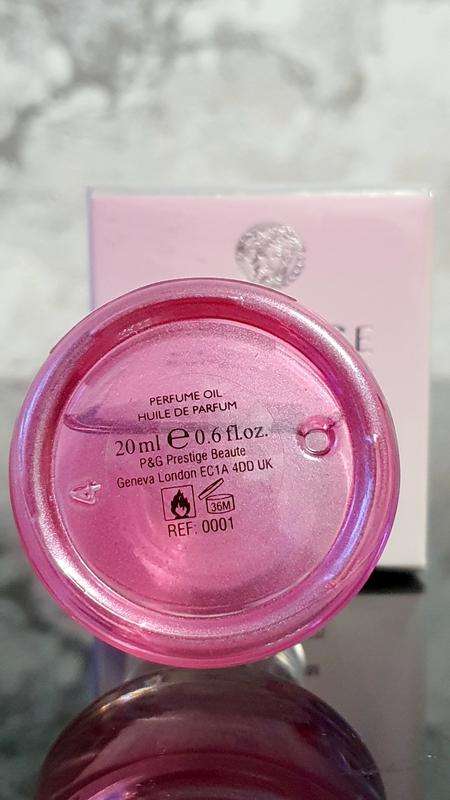 PERFUME OIL
HUILE DE PARFUM
20 ml ℮ 0.6 fl.oz.
P&G Prestige Beaute
Geneva London EC1A 4DD UK
36M
REF: 0001